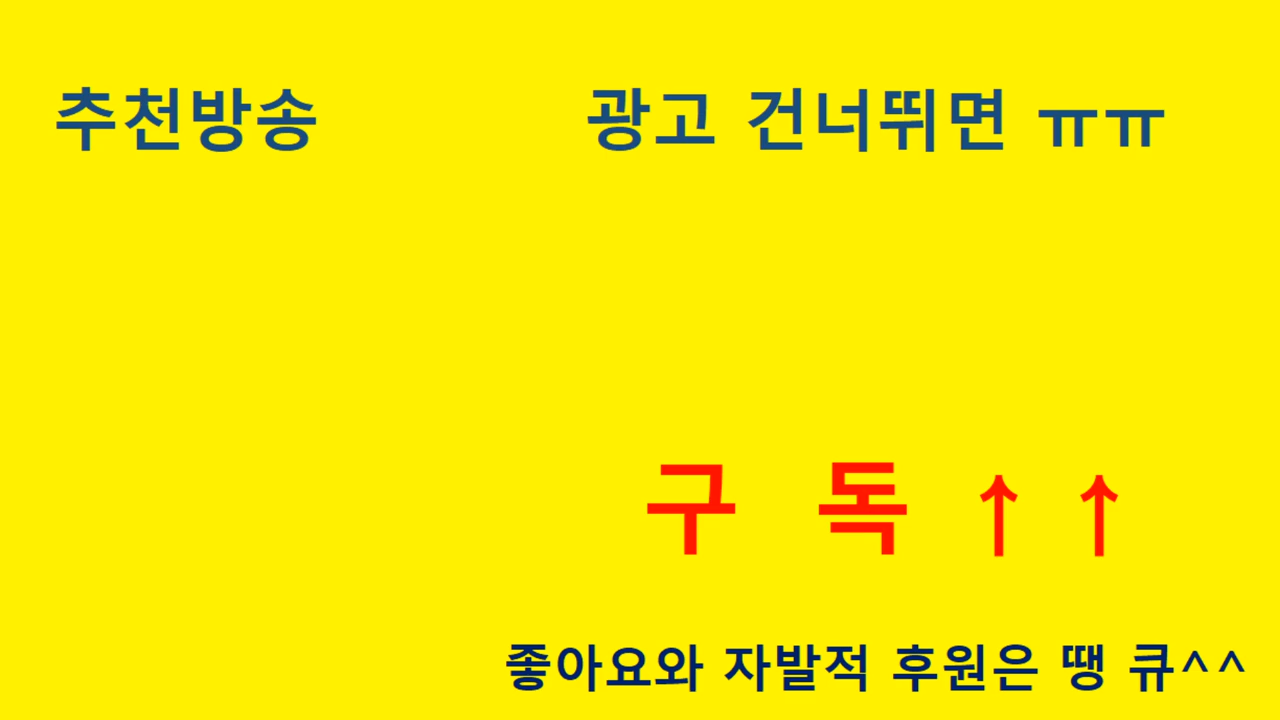 추천방송
광고 건너뛰면 ㅠㅠ
구 독 ↑ ↑
좋아요와 자발적 후원은 땡 큐^^